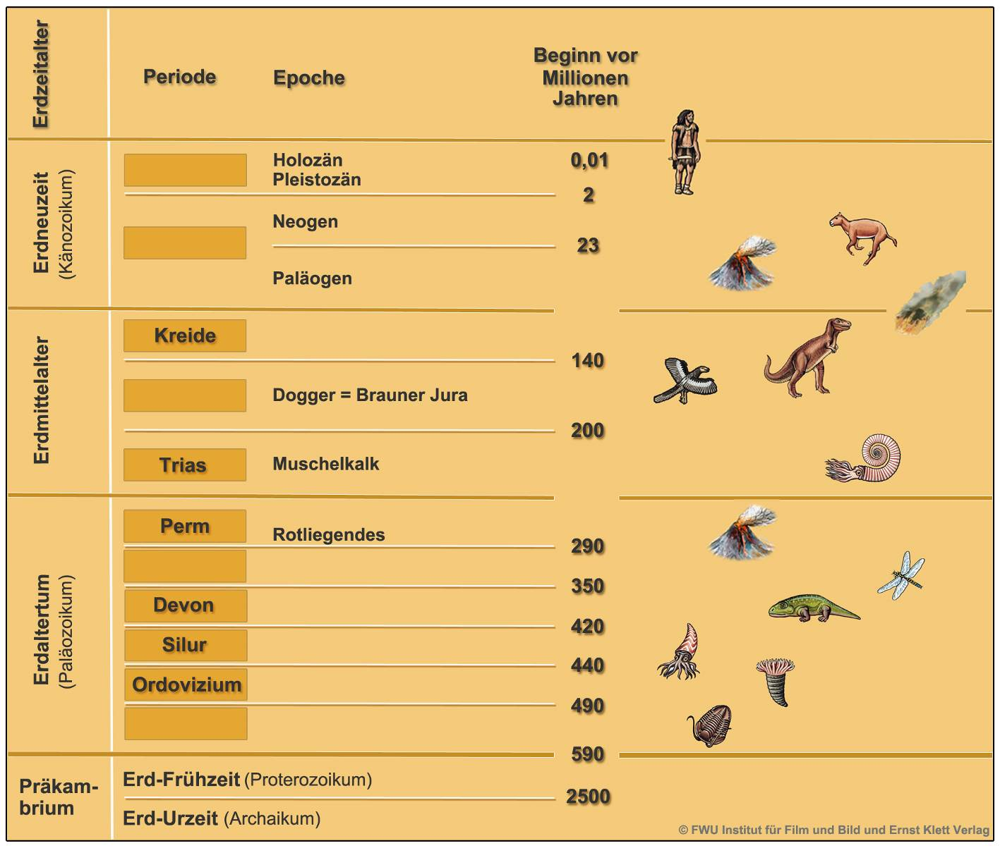 Erdzeitalter
Periode
Epoche
Beginn vor
Millionen
Jahren
Erdneuzeit
(Känozoikum)
Holozän
0,01
Pleistozän
2
Neogen
23
Paläogen
Erdmittelalter
Kreide
140
Dogger = Brauner Jura
200
Trias
Muschelkalk
Erdaltertum
(Paläozoikum)
Perm
Rotliegendes
290
350
Devon
420
Silur
440
Ordovizium
490
590
Präkam-
brium
Erd-Frühzeit (Proterozoikum)
2500
Erd-Urzeit (Archaikum)
© FWU Institut für Film und Bild und Ernst Klett Verlag